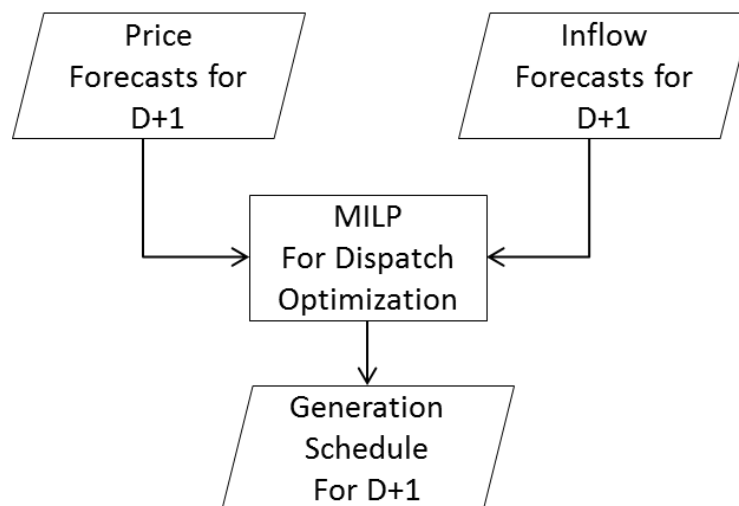 Price
Forecasts for
D+1
Inflow
Forecasts for
D+1
MILP
For Dispatch
Optimization
Generation
Schedule
For D+1